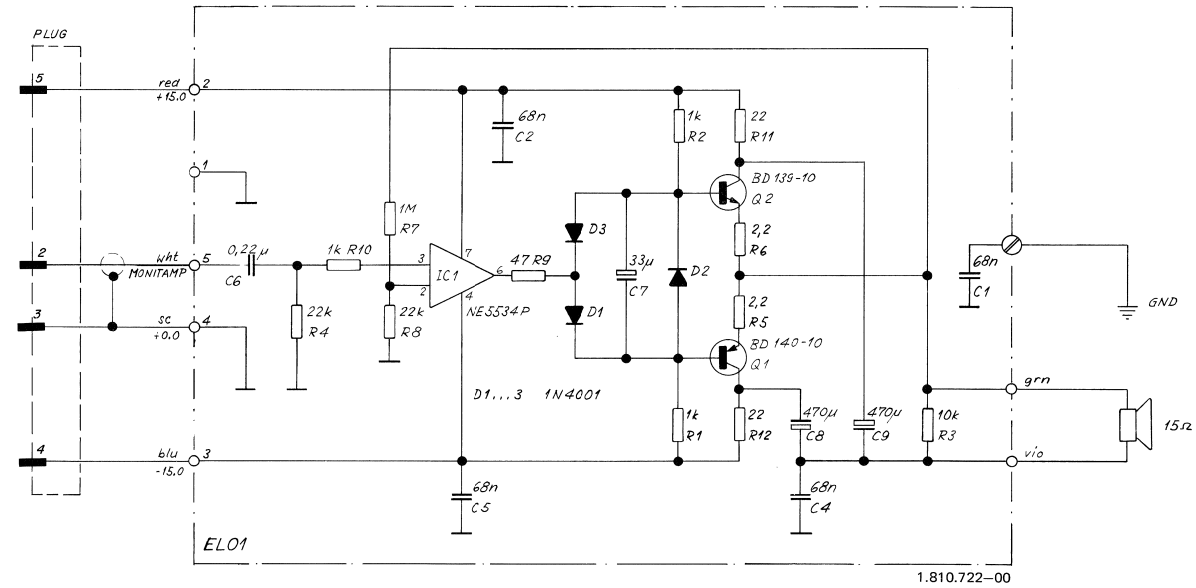 PLUG
5
red
+15.0
2
1
2
wht
MONITAMP
5
3
sc
±0.0
4
4
blu
-15.0
3
0,22µ
C6
22k
R4
1k R10
1M
R7
22k
R8
3
2
7
4
6
IC1
NE5534P
68n
C2
68n
C5
47 R9
D3
D1
33µ
C7
D2
1k
R2
22
R11
BD 139-10
Q2
2,2
R6
2,2
R5
BD 140-10
Q1
1k
R1
22
R12
470µ
C8
470µ
C9
68n
C4
10k
R3
68n
C1
GND
grn
vio
15Ω
D1...3 1N4001
EL01
1.810.722–00